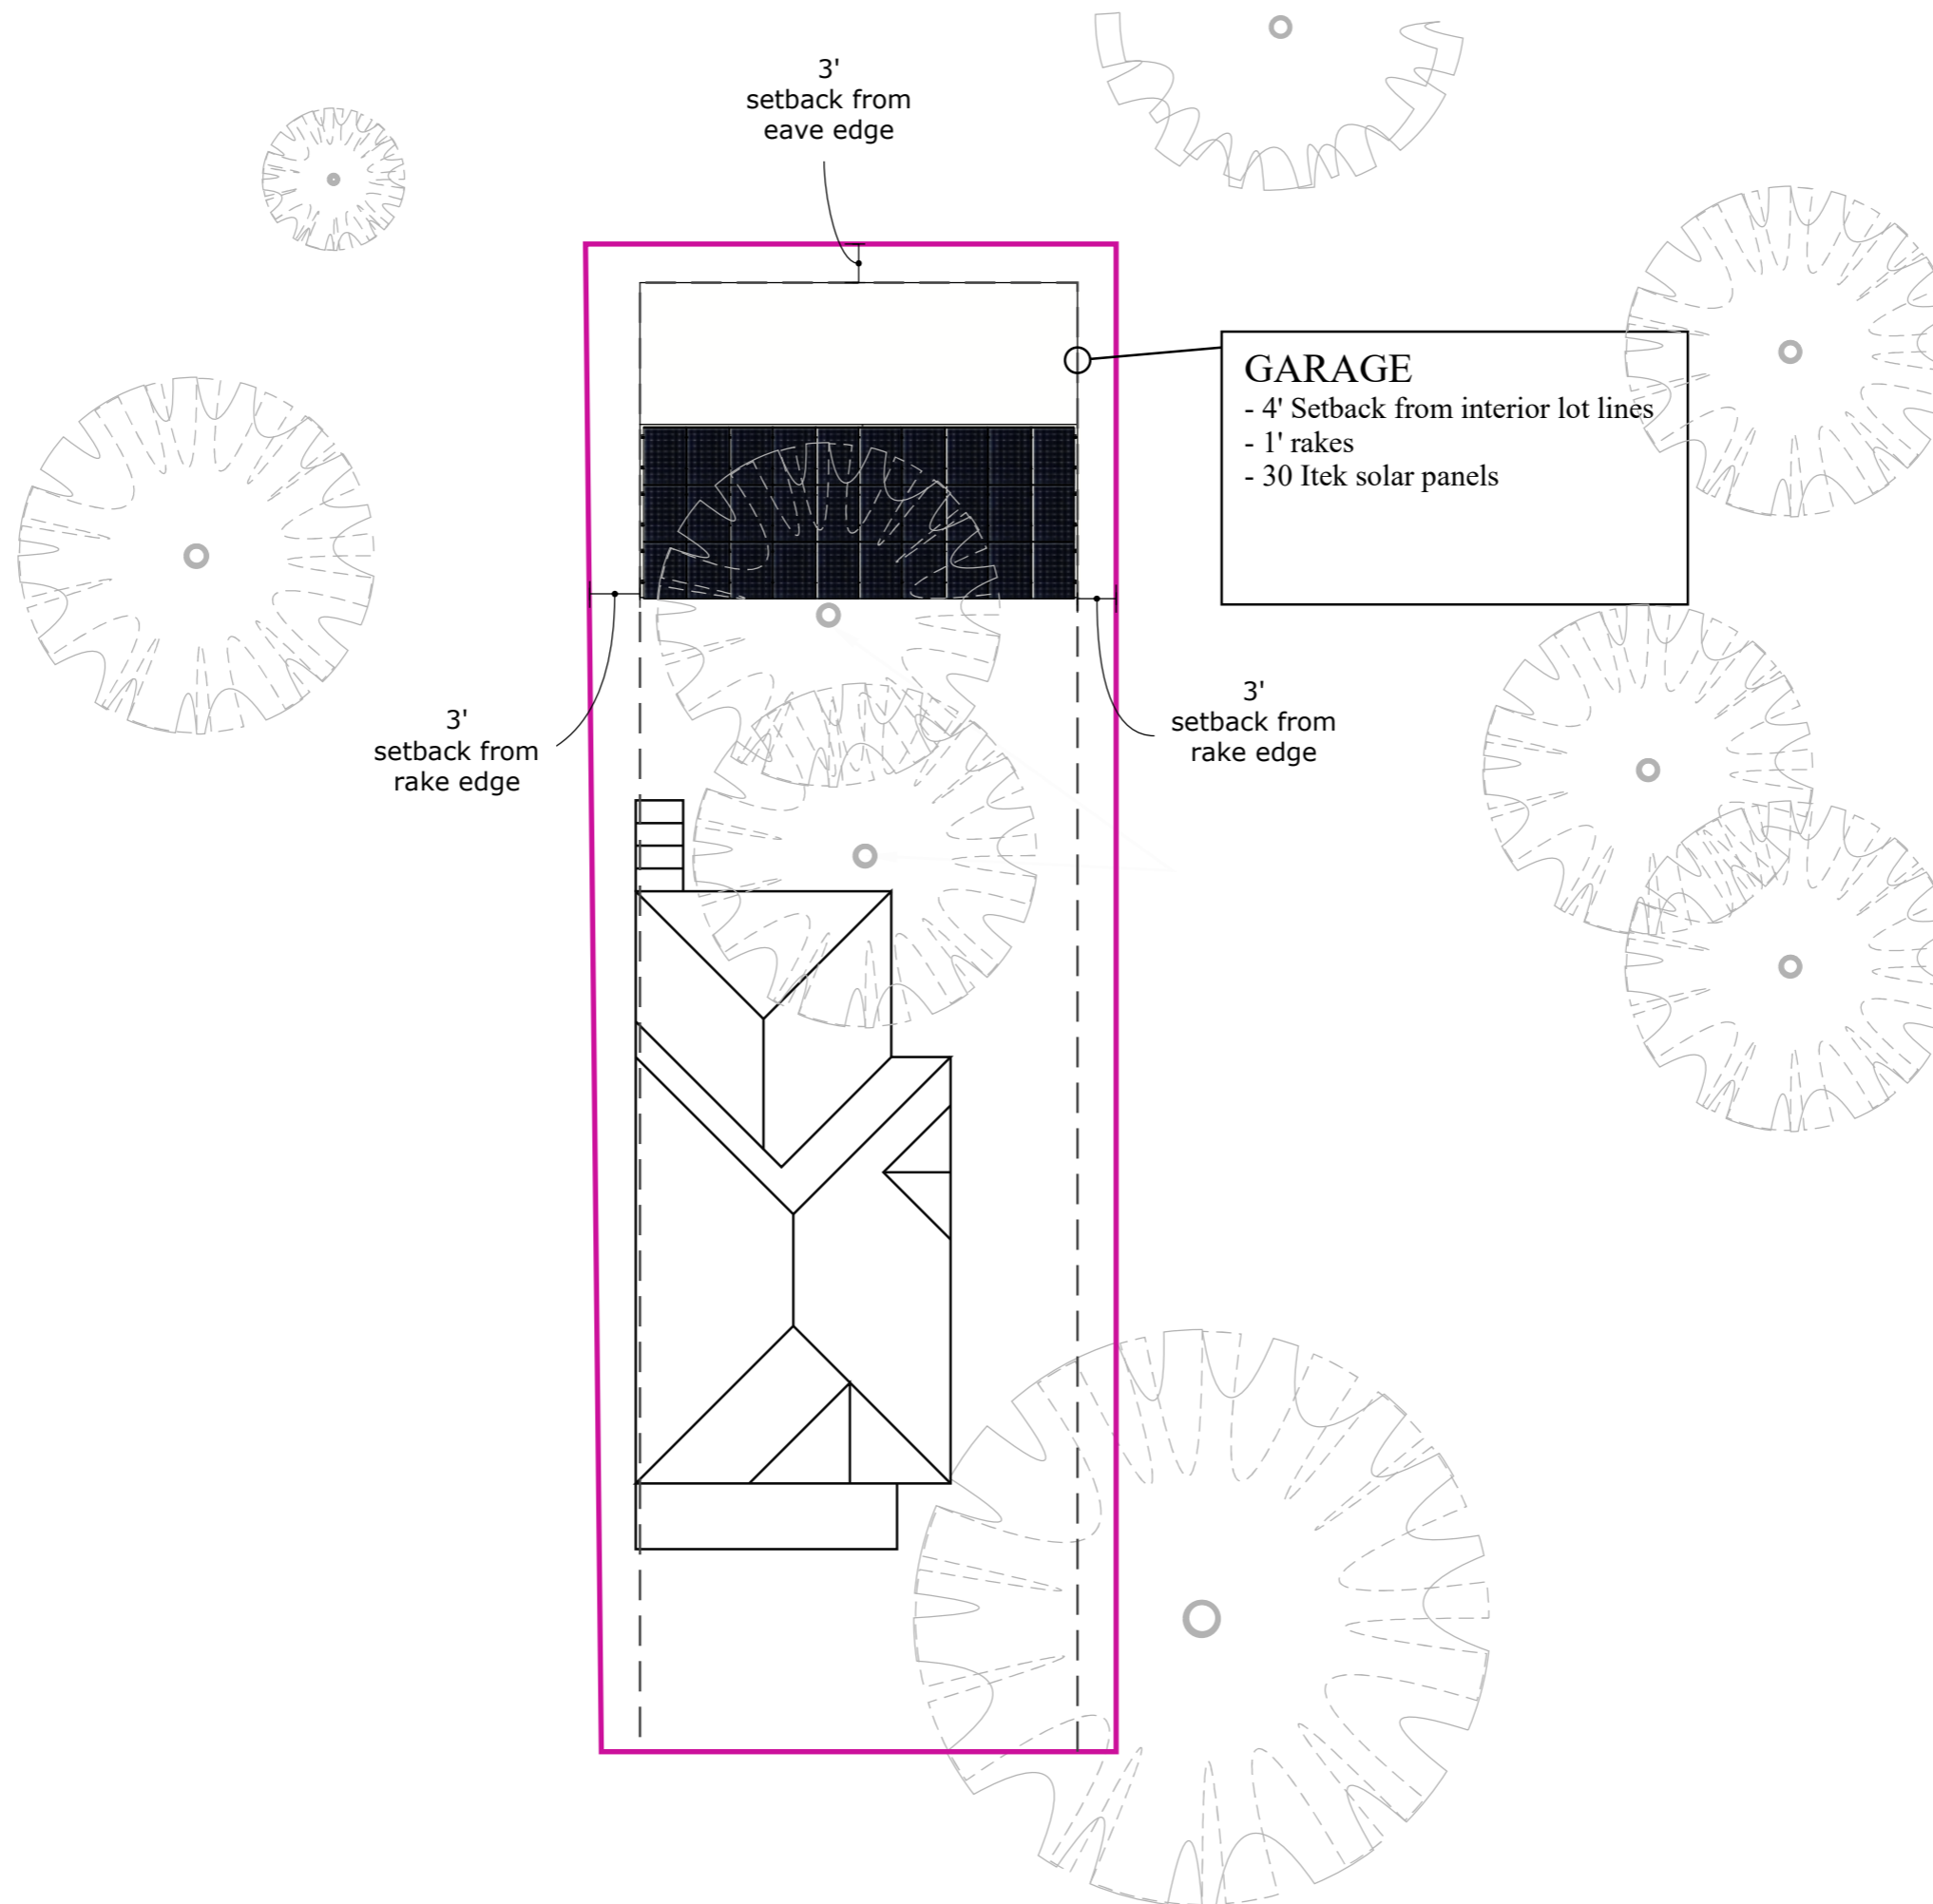 3'
setback from
eave edge
GARAGE
- 4' Setback from interior lot lines
- 1' rakes
- 30 Itek solar panels
3'
setback from
rake edge
3'
setback from
rake edge